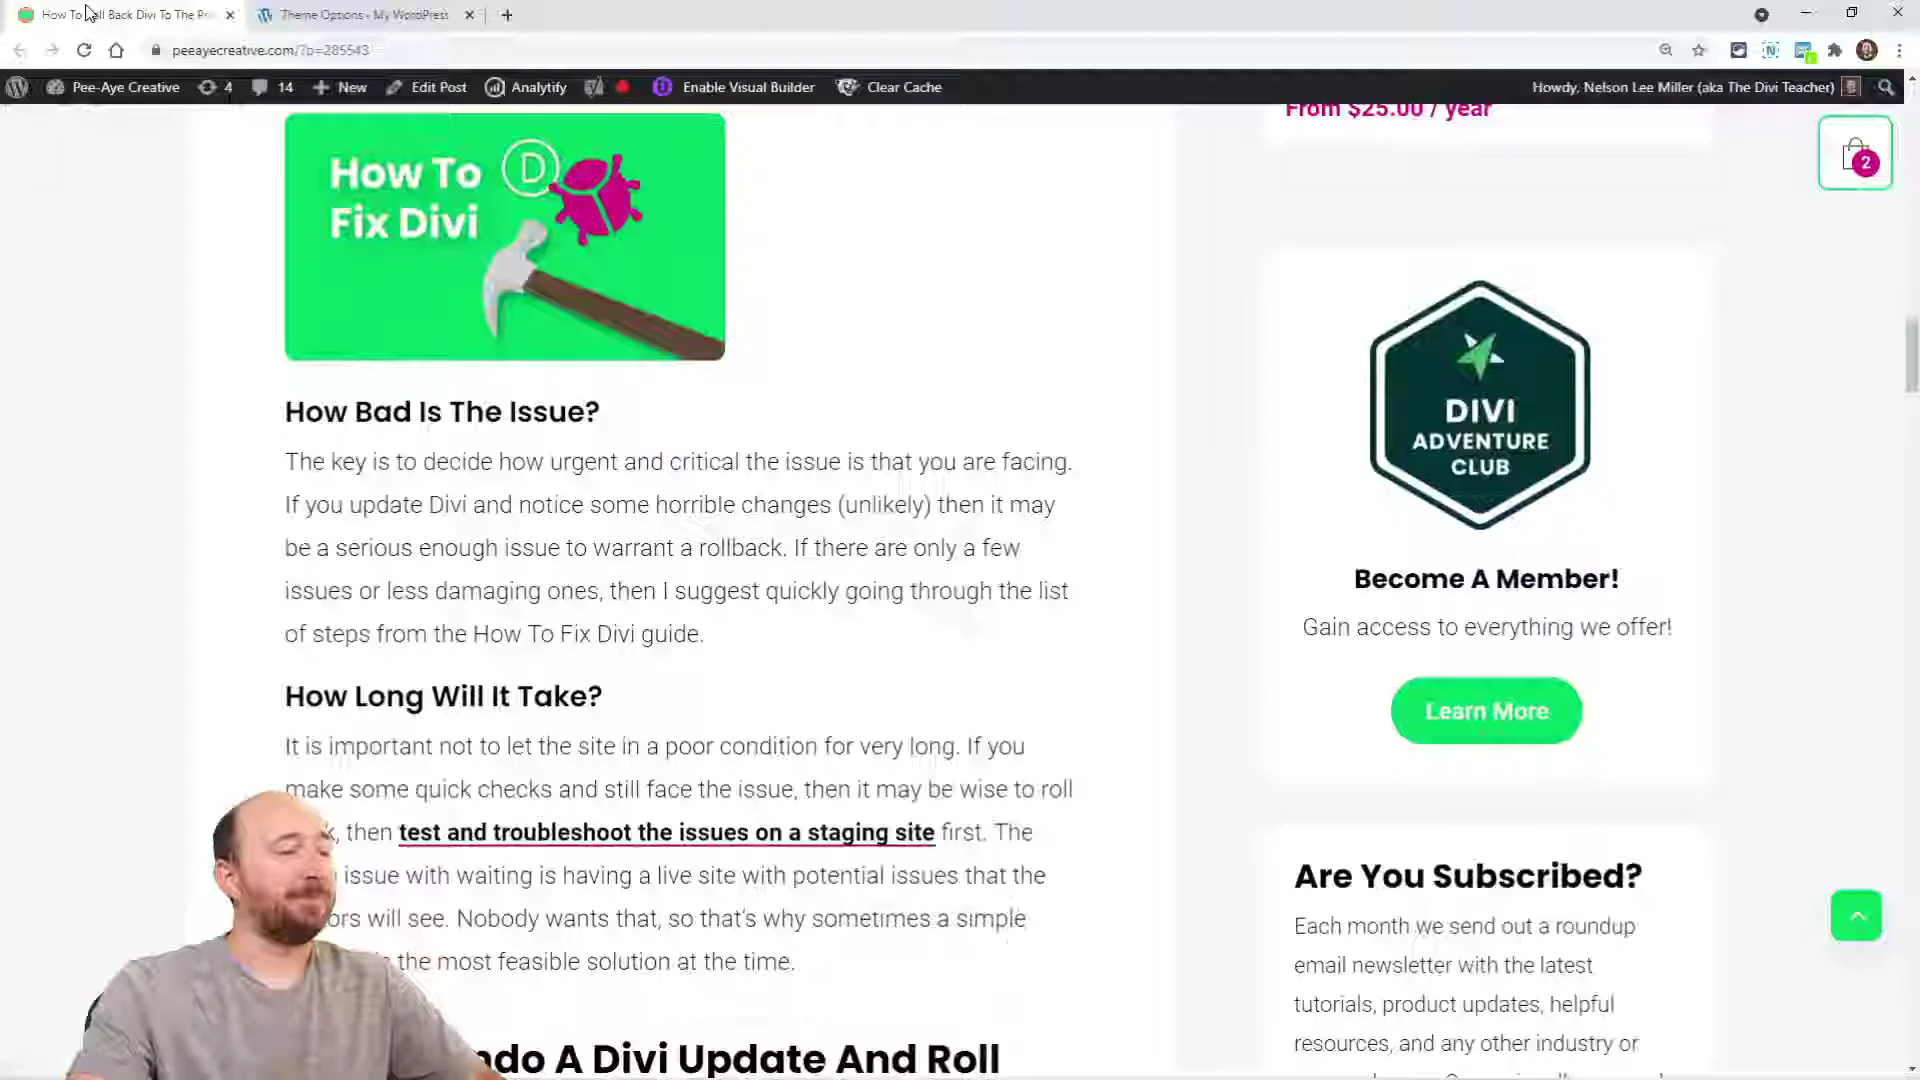 How To Roll Back Divi To The Pre
Theme Options - My WordPress
peeayecreative.com/?p=285543
Pee-Aye Creative
4
14
New
Edit Post
Analytify
Enable Visual Builder
Clear Cache
Howdy, Nelson Lee Miller (aka The Divi Teacher)
From $25.00 / year
2
How To
Fix Divi
D
How Bad Is The Issue?
The key is to decide how urgent and critical the issue is that you are facing.
If you update Divi and notice some horrible changes (unlikely) then it may
be a serious enough issue to warrant a rollback. If there are only a few
issues or less damaging ones, then I suggest quickly going through the list
of steps from the How To Fix Divi guide.
How Long Will It Take?
It is important not to let the site in a poor condition for very long. If you
make some quick checks and still face the issue, then it may be wise to roll
then test and troubleshoot the issues on a staging site first. The
issue with waiting is having a live site with potential issues that the
will see. Nobody wants that, so that's why sometimes a simple
the most feasible solution at the time.
A Divi Update And Roll
DIVI
ADVENTURE
CLUB
Become A Member!
Gain access to everything we offer!
Learn More
Are You Subscribed?
Each month we send out a roundup
email newsletter with the latest
tutorials, product updates, helpful
resources, and any other industry or